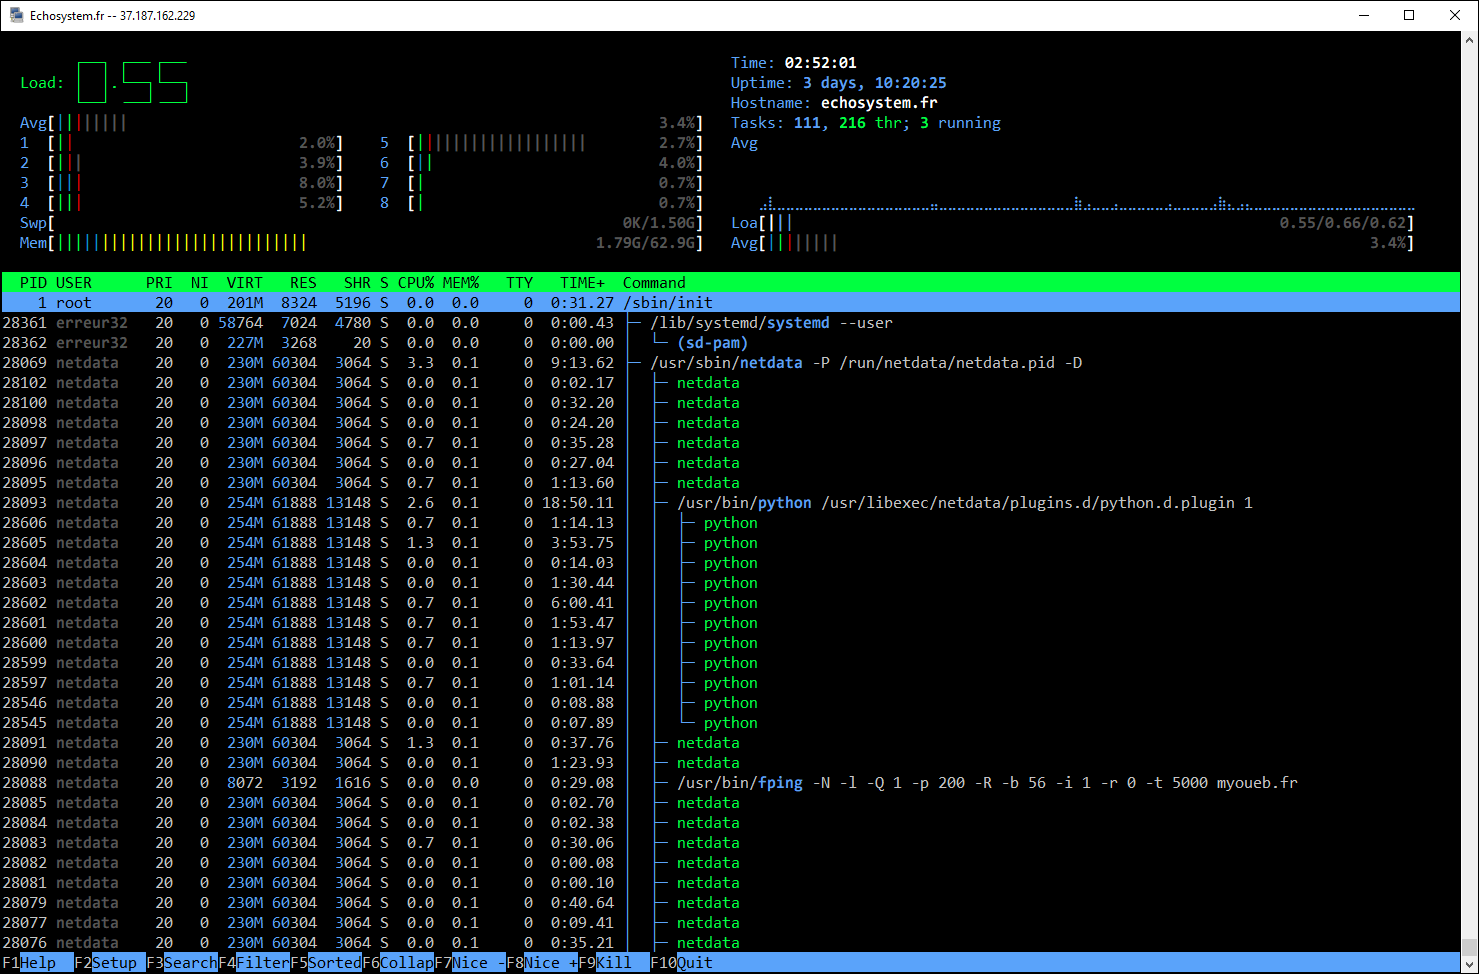 Echosystem.fr -- 37.187.162.229
Load: 0.55
Time: 02:52:01
Uptime: 3 days, 10:20:25
Hostname: echosystem.fr
Tasks: 111, 216 thr; 3 running
Avg[||||||||| 3.4%] Avg
1 [|| 2.0%] 5 [||||||||||||||||||| 2.7%]
2 [||| 3.9%] 6 [|| 4.0%]
3 [||| 8.0%] 7 [| 0.7%]
4 [||| 5.2%] 8 [| 0.7%]
Swp[ 0K/1.50G] Loa[||| 0.55/0.66/0.62]
Mem[|||||||||||||||||||||||||||| 1.79G/62.9G] Avg[|||||||| 3.4%]
PID USER PRI NI VIRT RES SHR S CPU% MEM% TTY TIME+ Command
1 root 20 0 201M 8324 5196 S 0.0 0.0 0 0:31.27 /sbin/init
28361 erreur32 20 0 58764 7024 4780 S 0.0 0.0 0 0:00.43 ├─ /lib/systemd/systemd --user
28362 erreur32 20 0 227M 3268 20 S 0.0 0.0 0 0:00.00 │ └─ (sd-pam)
28069 netdata 20 0 230M 60304 3064 S 3.3 0.1 0 9:13.62 ├─ /usr/sbin/netdata -P /run/netdata/netdata.pid -D
28102 netdata 20 0 230M 60304 3064 S 0.0 0.1 0 0:02.17 │ ├─ netdata
28100 netdata 20 0 230M 60304 3064 S 0.0 0.1 0 0:32.20 │ ├─ netdata
28098 netdata 20 0 230M 60304 3064 S 0.0 0.1 0 0:24.20 │ ├─ netdata
28097 netdata 20 0 230M 60304 3064 S 0.7 0.1 0 0:35.28 │ ├─ netdata
28096 netdata 20 0 230M 60304 3064 S 0.0 0.1 0 0:27.04 │ ├─ netdata
28095 netdata 20 0 230M 60304 3064 S 0.7 0.1 0 1:13.60 │ ├─ netdata
28093 netdata 20 0 254M 61888 13148 S 2.6 0.1 0 18:50.11 │ ├─ /usr/bin/python /usr/libexec/netdata/plugins.d/python.d.plugin 1
28606 netdata 20 0 254M 61888 13148 S 0.7 0.1 0 1:14.13 │ │ ├─ python
28605 netdata 20 0 254M 61888 13148 S 1.3 0.1 0 3:53.75 │ │ ├─ python
28604 netdata 20 0 254M 61888 13148 S 0.0 0.1 0 0:14.03 │ │ ├─ python
28603 netdata 20 0 254M 61888 13148 S 0.0 0.1 0 1:30.44 │ │ ├─ python
28602 netdata 20 0 254M 61888 13148 S 0.7 0.1 0 6:00.41 │ │ ├─ python
28601 netdata 20 0 254M 61888 13148 S 0.7 0.1 0 1:53.47 │ │ ├─ python
28600 netdata 20 0 254M 61888 13148 S 0.7 0.1 0 1:13.97 │ │ ├─ python
28599 netdata 20 0 254M 61888 13148 S 0.0 0.1 0 0:33.64 │ │ ├─ python
28597 netdata 20 0 254M 61888 13148 S 0.7 0.1 0 1:01.14 │ │ ├─ python
28546 netdata 20 0 254M 61888 13148 S 0.0 0.1 0 0:08.88 │ │ ├─ python
28545 netdata 20 0 254M 61888 13148 S 0.0 0.1 0 0:07.89 │ │ └─ python
28091 netdata 20 0 230M 60304 3064 S 1.3 0.1 0 0:37.76 │ ├─ netdata
28090 netdata 20 0 230M 60304 3064 S 0.0 0.1 0 1:23.93 │ ├─ netdata
28088 netdata 20 0 8072 3192 1616 S 0.0 0.0 0 0:29.08 │ ├─ /usr/bin/fping -N -l -Q 1 -p 200 -R -b 56 -i 1 -r 0 -t 5000 myoueb.fr
28085 netdata 20 0 230M 60304 3064 S 0.0 0.1 0 0:02.70 │ ├─ netdata
28084 netdata 20 0 230M 60304 3064 S 0.0 0.1 0 0:02.38 │ ├─ netdata
28083 netdata 20 0 230M 60304 3064 S 0.7 0.1 0 0:30.06 │ ├─ netdata
28082 netdata 20 0 230M 60304 3064 S 0.0 0.1 0 0:00.08 │ ├─ netdata
28081 netdata 20 0 230M 60304 3064 S 0.0 0.1 0 0:00.10 │ ├─ netdata
28079 netdata 20 0 230M 60304 3064 S 0.0 0.1 0 0:40.64 │ ├─ netdata
28077 netdata 20 0 230M 60304 3064 S 0.0 0.1 0 0:09.41 │ ├─ netdata
28076 netdata 20 0 230M 60304 3064 S 0.0 0.1 0 0:35.21 │ ├─ netdata
F1Help F2Setup F3SearchF4FilterF5SortedF6CollapF7Nice -F8Nice +F9Kill F10Quit